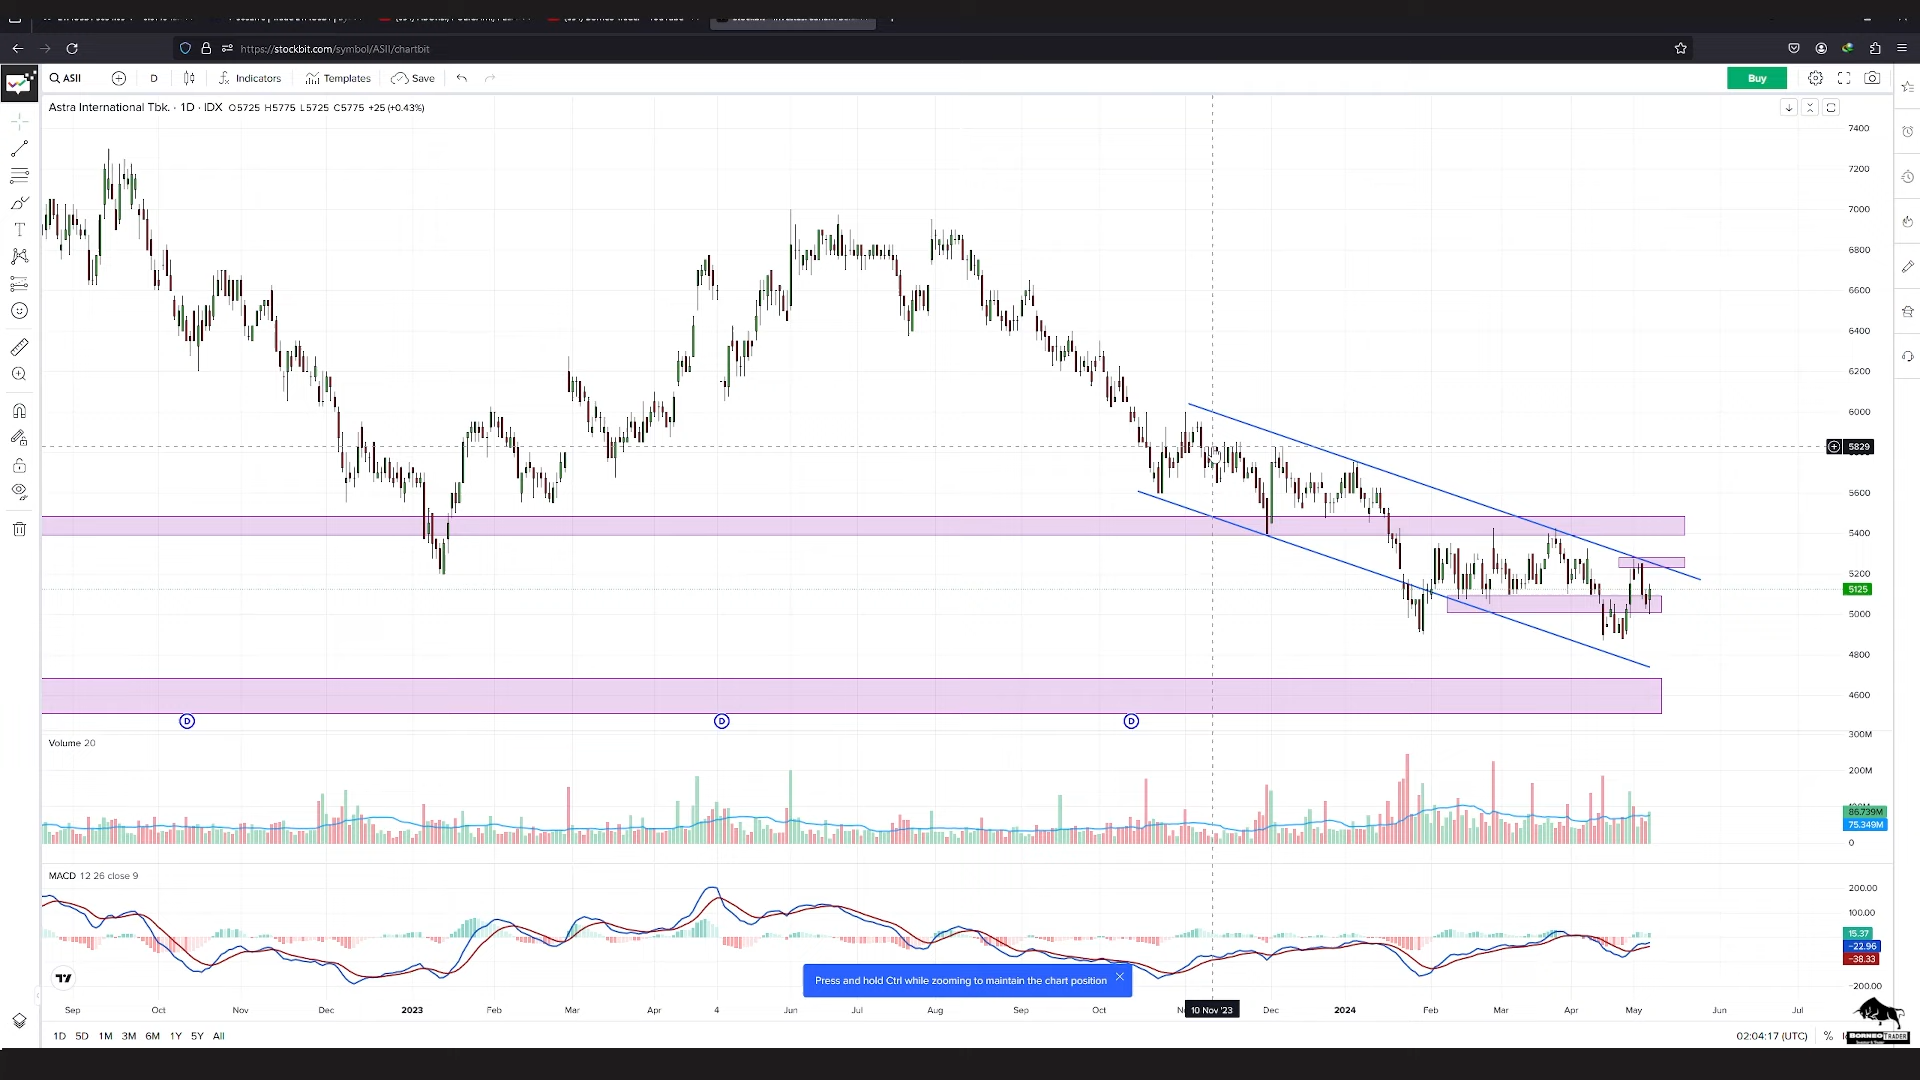 https://stockbit.com/symbol/ASII/chartbit
ASII
D
Indicators
Templates
Save
Buy
Astra International Tbk. · 1D · IDX O5725 H5775 L5725 C5775 +25 (+0.43%)
7400
7200
7000
6800
6600
6400
6200
6000
5829
5600
5400
5200
5125
5000
4800
4600
D
D
D
Volume 20
300M
200M
86.739M
75.349M
0
MACD 12 26 close 9
200.00
100.00
15.37
−22.96
−38.33
−200.00
Press and hold Ctrl while zooming to maintain the chart position
Sep Oct Nov Dec 2023 Feb Mar Apr 4 Jun Jul Aug Sep Oct 10 Nov '23 Dec 2024 Feb Mar Apr May Jun Jul
1D 5D 1M 3M 6M 1Y 5Y All
02:04:17 (UTC) %
BORNEO TRADER